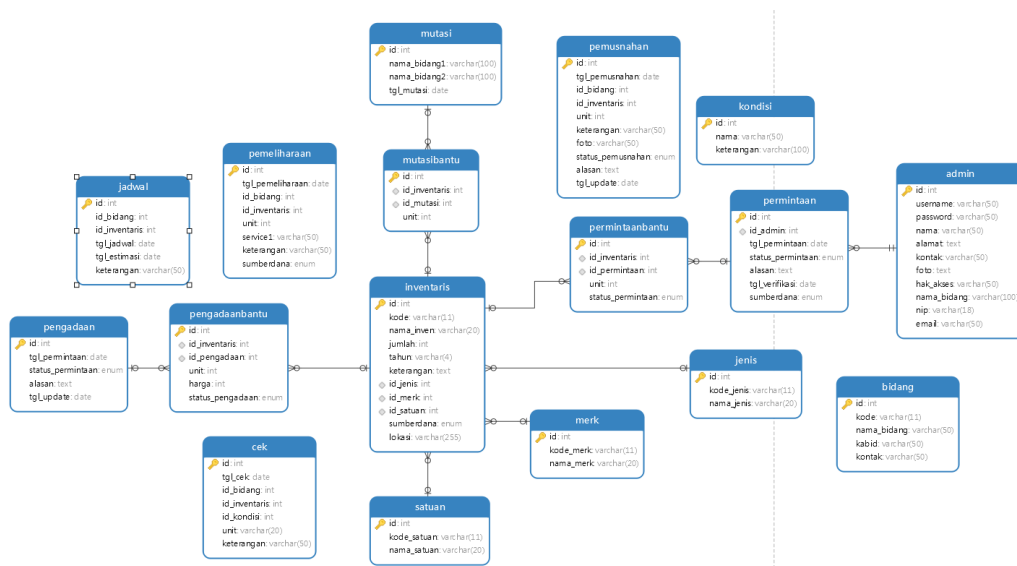 mutasi
id: int
nama_bidang1: varchar(100)
nama_bidang2: varchar(100)
tgl_mutasi: date
pemusnahan
id: int
tgl_pemusnahan: date
id_bidang: int
id_inventaris: int
unit: int
keterangan: varchar(50)
foto: varchar(50)
status_pemusnahan: enum
alasan: text
tgl_update: date
kondisi
id: int
nama: varchar(50)
keterangan: varchar(100)
pemeliharaan
id: int
tgl_pemeliharaan: date
id_bidang: int
id_inventaris: int
unit: int
service1: varchar(50)
keterangan: varchar(50)
sumberdana: enum
mutasibantu
id: int
id_inventaris: int
id_mutasi: int
unit: int
jadwal
id: int
id_bidang: int
id_inventaris: int
tgl_jadwal: date
tgl_estimasi: date
keterangan: varchar(50)
admin
id: int
username: varchar(50)
password: varchar(50)
nama: varchar(50)
alamat: text
kontak: varchar(50)
foto: text
hak_akses: varchar(50)
nama_bidang: varchar(100)
nip: varchar(18)
email: varchar(50)
permintaan
id: int
id_admin: int
tgl_permintaan: date
status_permintaan: enum
alasan: text
tgl_verifikasi: date
sumberdana: enum
permintaanbantu
id: int
id_inventaris: int
id_permintaan: int
unit: int
status_permintaan: enum
inventaris
id: int
kode: varchar(11)
nama_inven: varchar(20)
jumlah: int
tahun: varchar(4)
keterangan: text
id_jenis: int
id_merk: int
id_satuan: int
sumberdana: enum
lokasi: varchar(255)
pengadaanbantu
id: int
id_inventaris: int
id_pengadaan: int
unit: int
harga: int
status_pengadaan: enum
pengadaan
id: int
tgl_permintaan: date
status_permintaan: enum
alasan: text
tgl_update: date
jenis
id: int
kode_jenis: varchar(11)
nama_jenis: varchar(20)
bidang
id: int
kode: varchar(11)
nama_bidang: varchar(50)
kabid: varchar(50)
kontak: varchar(50)
merk
id: int
kode_merk: varchar(11)
nama_merk: varchar(20)
cek
id: int
tgl_cek: date
id_bidang: int
id_inventaris: int
id_kondisi: int
unit: varchar(20)
keterangan: varchar(50)
satuan
id: int
kode_satuan: varchar(11)
nama_satuan: varchar(20)